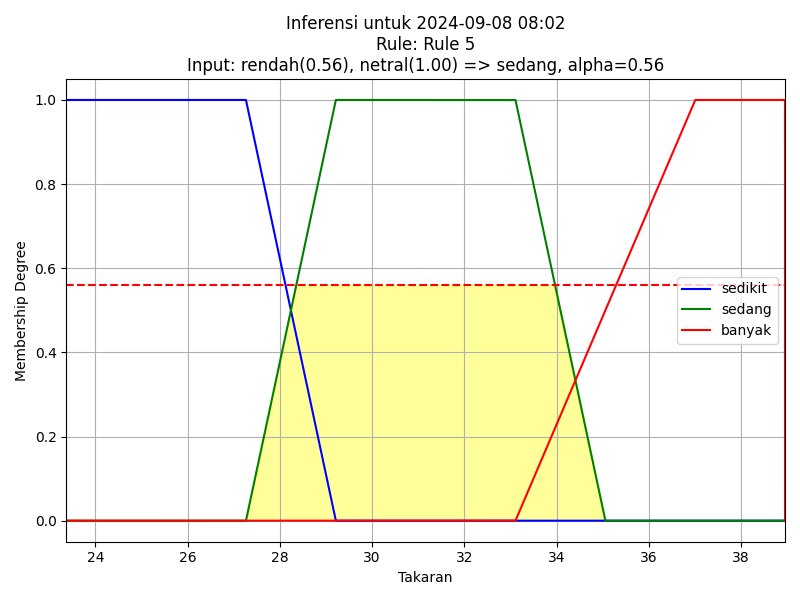 Inferensi untuk 2024-09-08 08:02
Rule: Rule 5
Input: rendah(0.56), netral(1.00) => sedang, alpha=0.56
Membership Degree
1.0
0.8
0.6
0.4
0.2
0.0
sedikit
sedang
banyak
24 26 28 30 32 34 36 38
Takaran